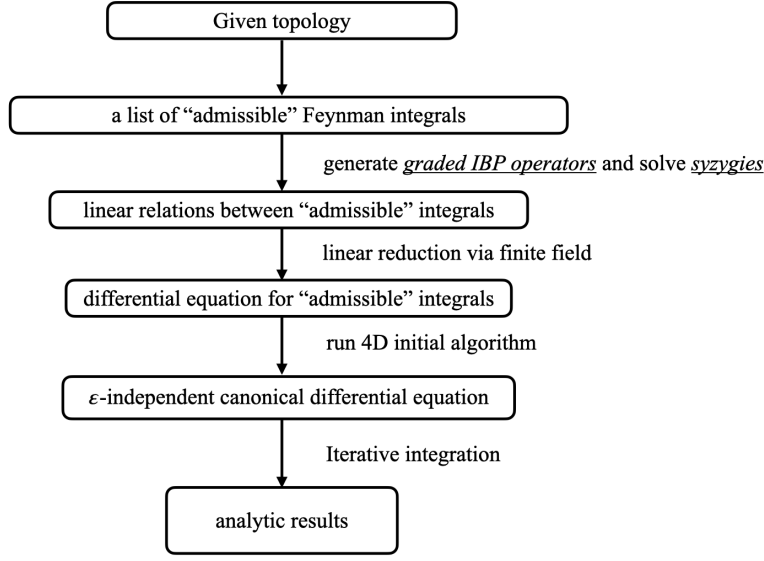 Given topology
a list of “admissible” Feynman integrals
generate graded IBP operators and solve syzygies
linear relations between “admissible” integrals
linear reduction via finite field
differential equation for “admissible” integrals
run 4D initial algorithm
ε-independent canonical differential equation
Iterative integration
analytic results